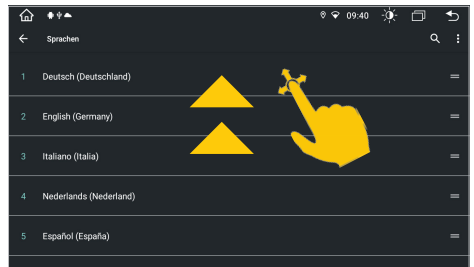 09:40
Sprachen
1 Deutsch (Deutschland)
2 English (Germany)
3 Italiano (Italia)
4 Nederlands (Nederland)
5 Español (España)